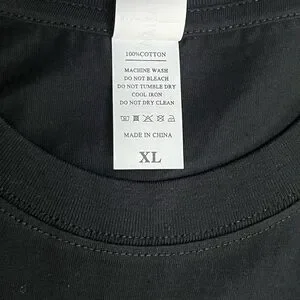 100%COTTON
MACHINE WASH
DO NOT BLEACH
DO NOT TUMBLE DRY
COOL IRON
DO NOT DRY CLEAN
MADE IN CHINA
XL